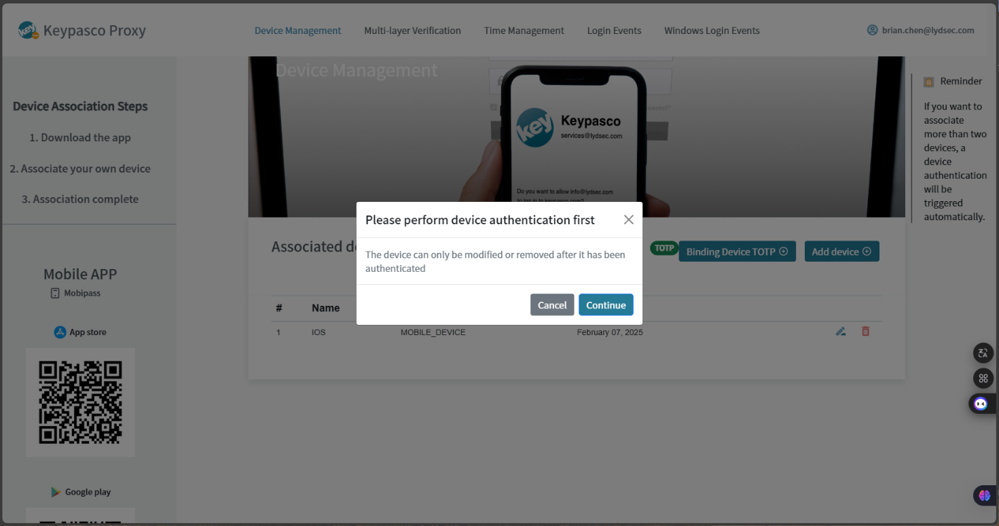 key Keypasco Proxy
Device Management
Multi-layer Verification
Time Management
Login Events
Windows Login Events
brian.chen@lydsec.com
Device Association Steps
1. Download the app
2. Associate your own device
3. Association complete
Mobile APP
Mobipass
App store
Google play
Device Management
password?
key Keypasco
services@lydsec.com
Do you want to allow info@lydsec.com
to log in to keypasco.com?
Reminder
If you want to
associate
more than two
devices, a
device
authentication
will be
triggered
automatically.
Please perform device authentication first
The device can only be modified or removed after it has been
authenticated
Cancel
Continue
Associated
TOTP
Binding Device TOTP
Add device
# Name
1 IOS MOBILE_DEVICE February 07, 2025